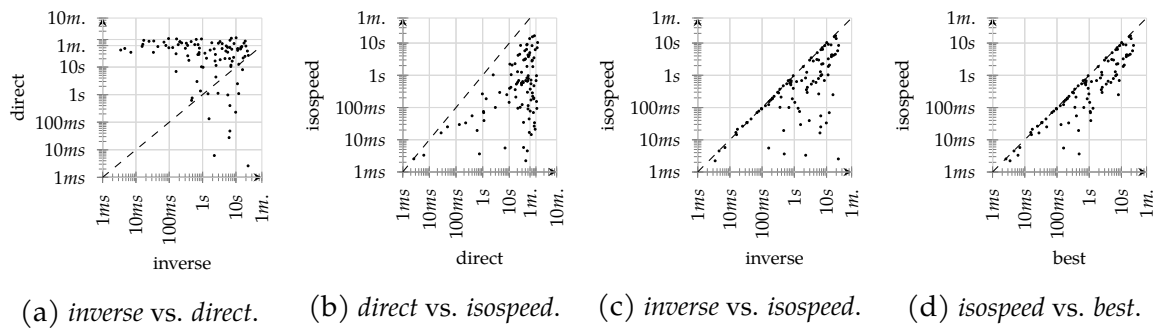 10m.
1m.
10s
1s
100ms
10ms
1ms
direct
1ms
10ms
100ms
1s
10s
1m.
inverse
(a) inverse vs. direct.
1m.
10s
1s
100ms
10ms
1ms
isospeed
1ms
10ms
100ms
1s
10s
1m.
10m.
direct
(b) direct vs. isospeed.
1m.
10s
1s
100ms
10ms
1ms
isospeed
1ms
10ms
100ms
1s
10s
1m.
inverse
(c) inverse vs. isospeed.
1m.
10s
1s
100ms
10ms
1ms
isospeed
1ms
10ms
100ms
1s
10s
1m.
best
(d) isospeed vs. best.